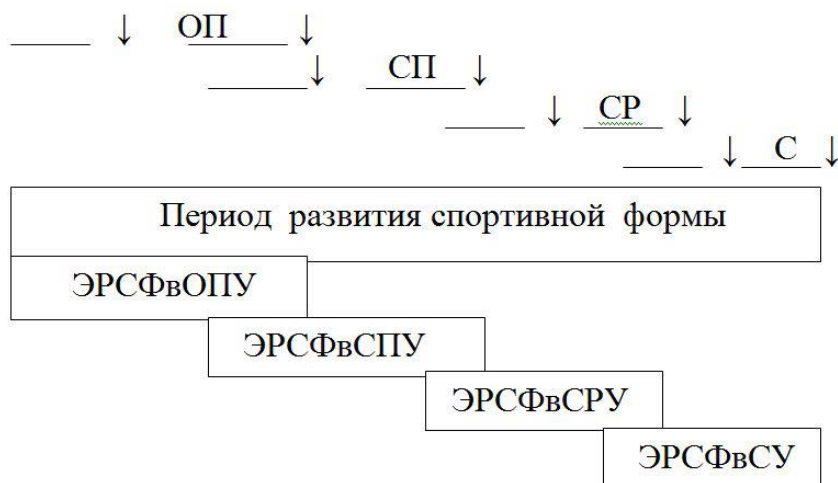 ОП
СП
СР
С
Период развития спортивной формы
ЭРСФвОПУ
ЭРСФвСПУ
ЭРСФвСРУ
ЭРСФвСУ